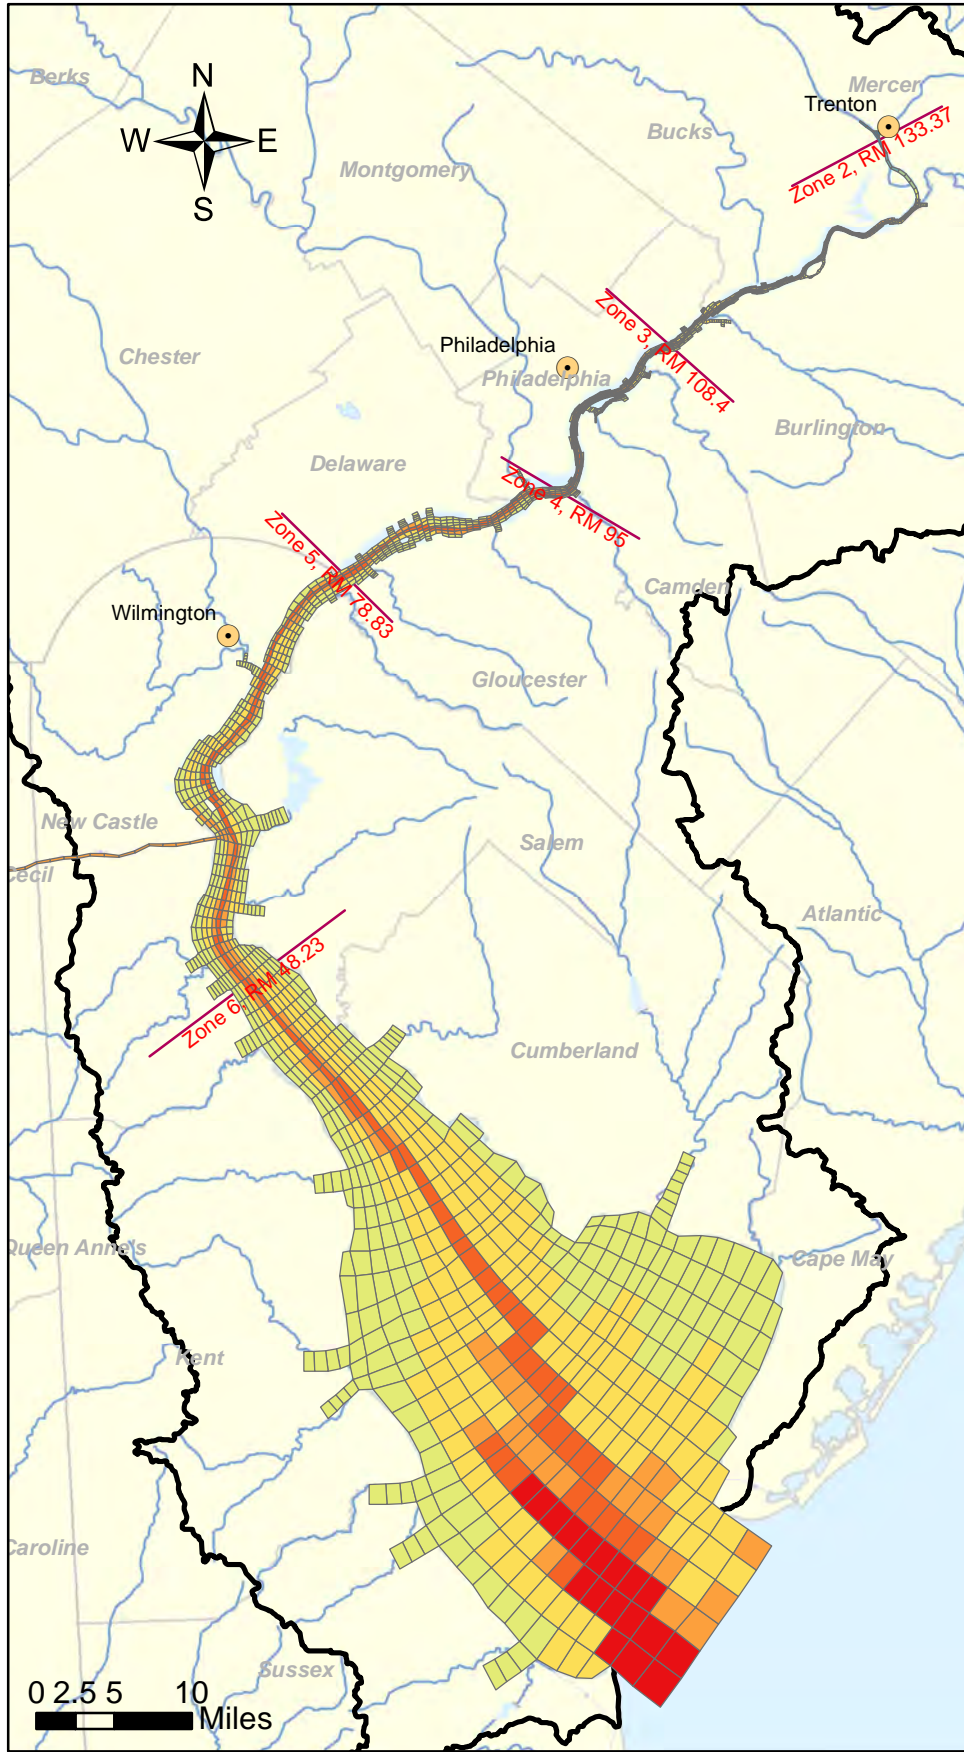 Berks
N
Mercer
Trenton
W
E
Bucks
Montgomery
Zone 2, RM 133.37
S
Chester
Philadelphia
Philadelphia
Zone 3, RM 108.4
Burlington
Delaware
Zone 4, RM 95
Zone 5, RM 78.83
Camden
Wilmington
Gloucester
New Castle
Salem
Cecil
Atlantic
Zone 6, RM 48.23
Cumberland
Queen Anne's
Cape May
Kent
Caroline
Sussex
0 2.5 5 10
Miles